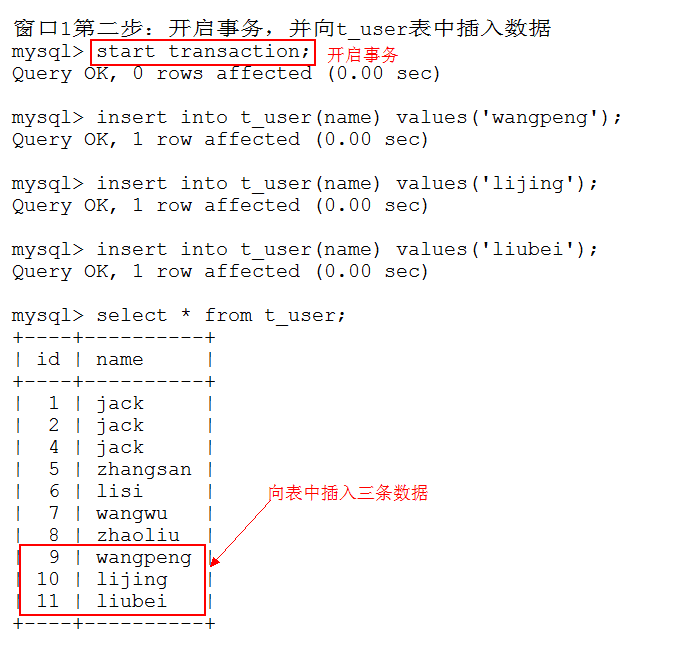 窗口1第二步：开启事务，并向t_user表中插入数据
mysql> start transaction; 开启事务
Query OK, 0 rows affected (0.00 sec)
mysql> insert into t_user(name) values('wangpeng');
Query OK, 1 row affected (0.00 sec)
mysql> insert into t_user(name) values('lijing');
Query OK, 1 row affected (0.00 sec)
mysql> insert into t_user(name) values('liubei');
Query OK, 1 row affected (0.00 sec)
mysql> select * from t_user;
+----+----------+
| id | name     |
+----+----------+
|  1 | jack     |
|  2 | jack     |
|  4 | jack     |
|  5 | zhangsan |
|  6 | lisi     | 向表中插入三条数据
|  7 | wangwu   |
|  8 | zhaoliu  |
|  9 | wangpeng |
| 10 | lijing   |
| 11 | liubei   |
+----+----------+